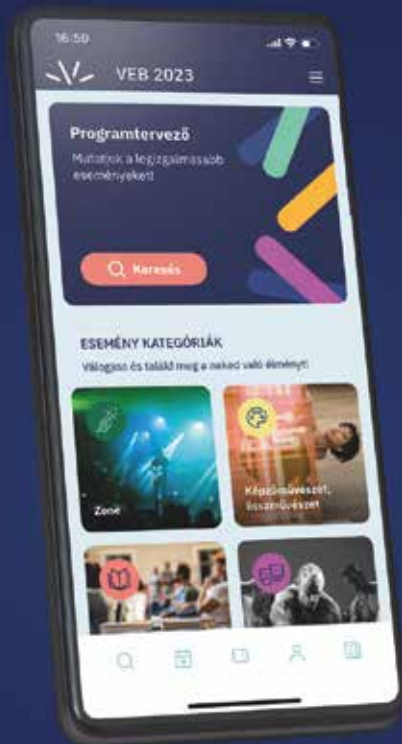 16:50
VEB 2023
Programtervező
Mutatjuk a legizgalmasabb
eseményeket!
Keresés
ESEMÉNY KATEGÓRIÁK
Válogass és találd meg a neked való élményt!
Zene
Képzőművészet,
összművészet